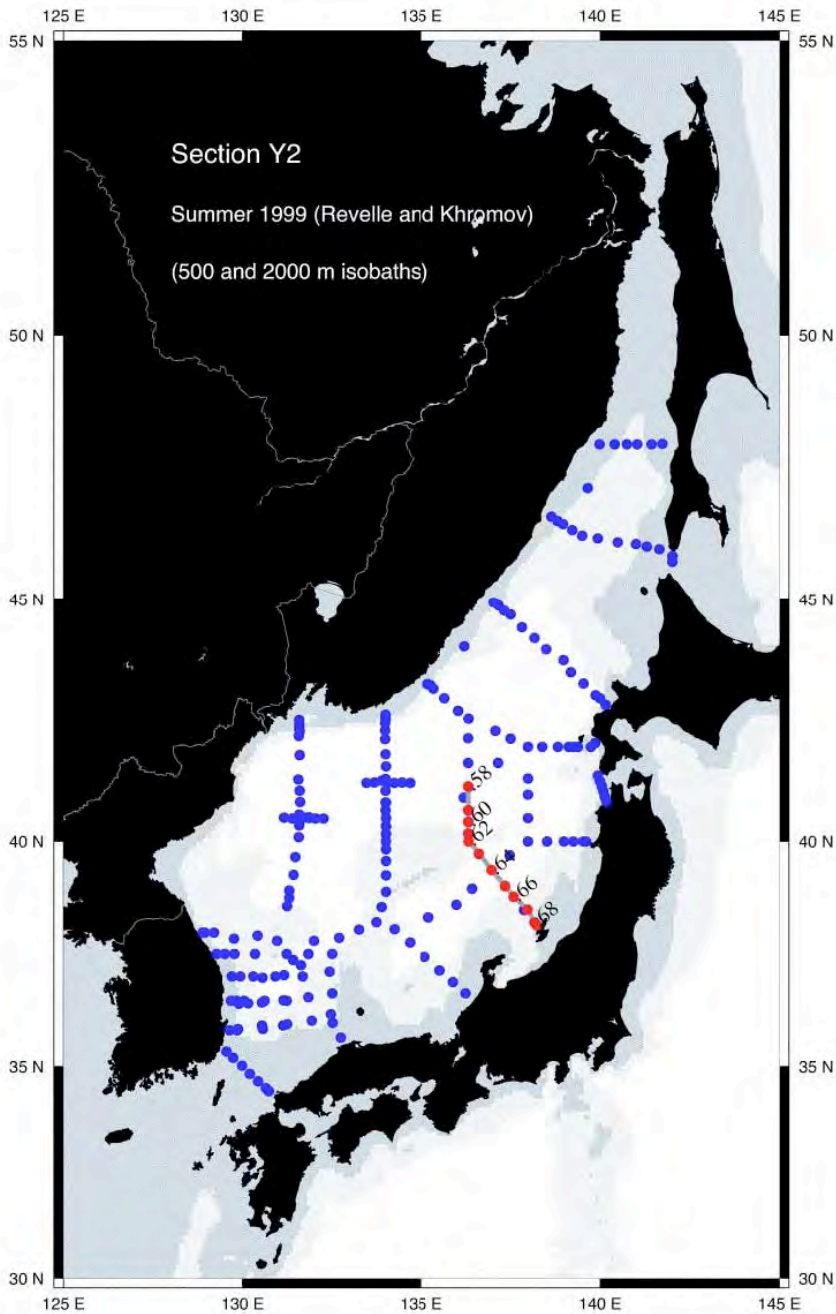 125 E 130 E 135 E 140 E 145 E
55 N 55 N
Section Y2
Summer 1999 (Revelle and Khromov)
(500 and 2000 m isobaths)
50 N 50 N
45 N 45 N
58
60
40 N 62 40 N
64
66
68
35 N 35 N
30 N 30 N
125 E 130 E 135 E 140 E 145 E